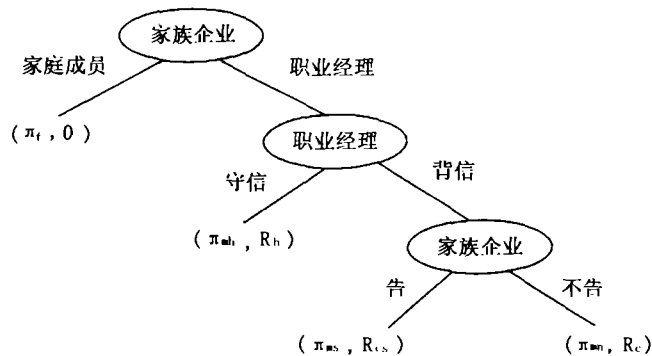 家族企业
家庭成员 职业经理
(π_f, 0)
职业经理
守信 背信
(π_mh, R_h)
家族企业
告 不告
(π_ms, R_cs) (π_mn, R_c)